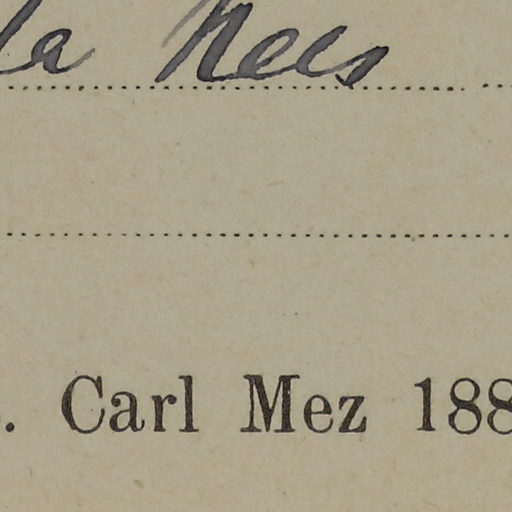 la Nees
. Carl Mez 188